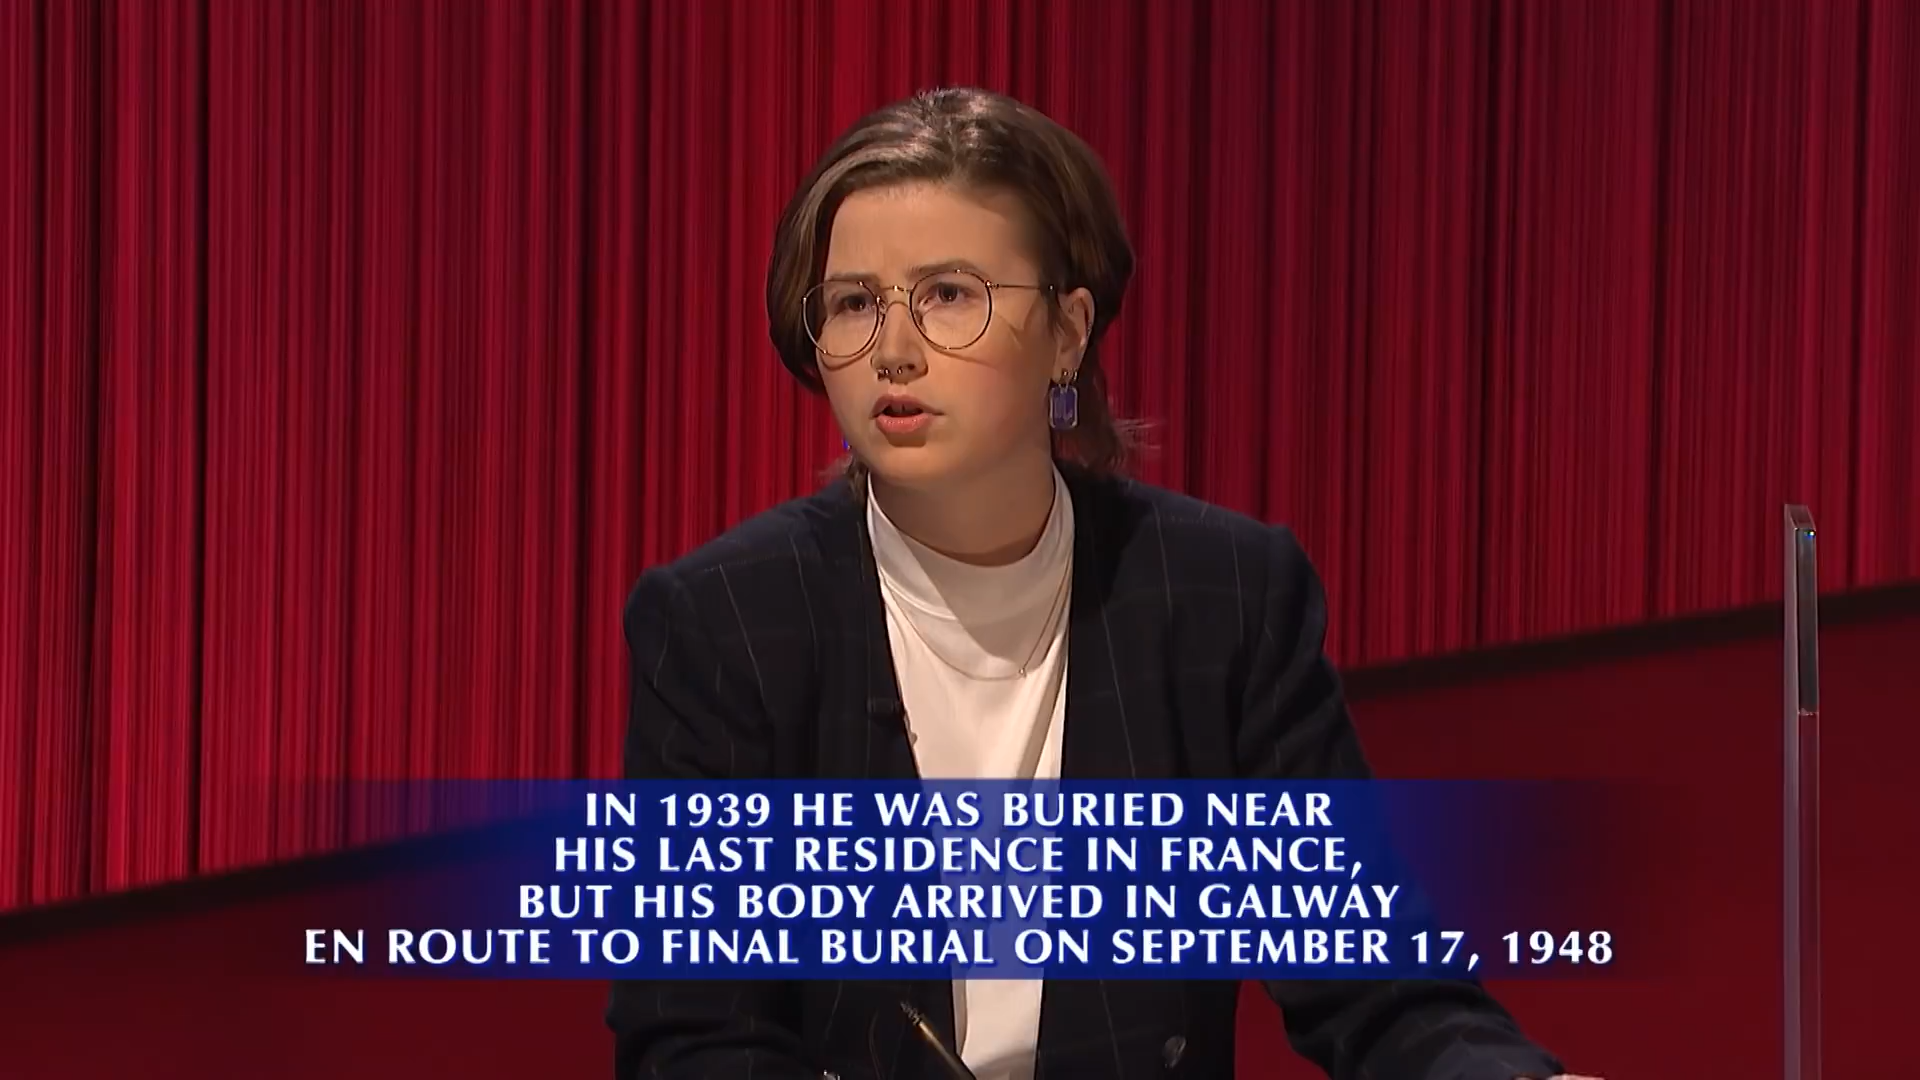 IN 1939 HE WAS BURIED NEAR
HIS LAST RESIDENCE IN FRANCE,
BUT HIS BODY ARRIVED IN GALWAY
EN ROUTE TO FINAL BURIAL ON SEPTEMBER 17, 1948